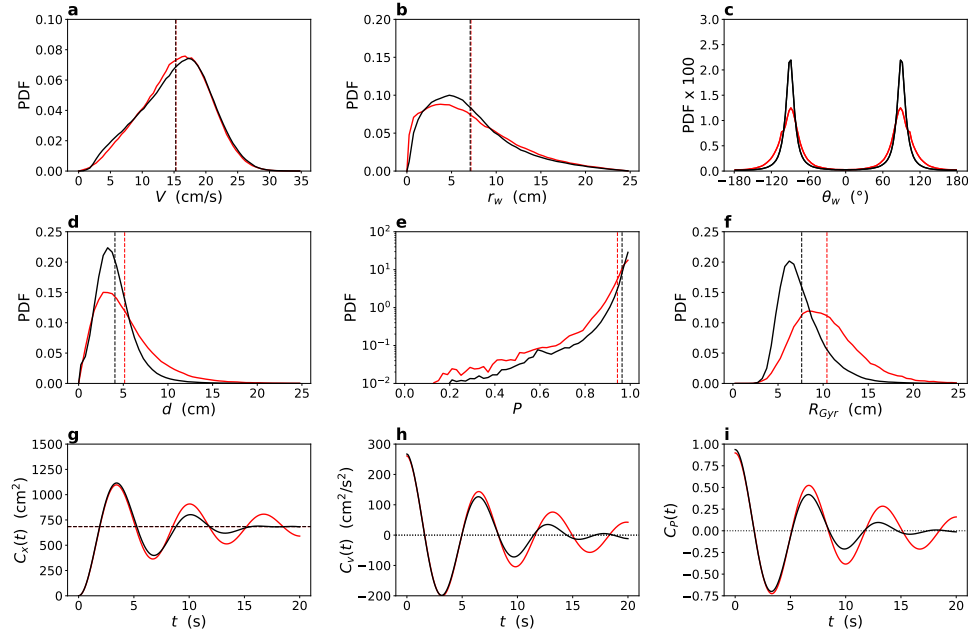 a
b
c
0.10
0.08
0.06
0.04
0.02
0.00
PDF
0 5 10 15 20 25 30 35
V (cm/s)
0.20
0.15
0.10
0.05
0.00
PDF
0 5 10 15 20 25
r_w (cm)
3.0
2.5
2.0
1.5
1.0
0.5
0.0
PDF x 100
−180 −120 −60 0 60 120 180
θ_w (°)
d
e
f
0.25
0.20
0.15
0.10
0.05
0.00
PDF
0 5 10 15 20 25
d (cm)
10²
10¹
10⁰
10⁻¹
10⁻²
PDF
0.0 0.2 0.4 0.6 0.8 1.0
P
0.25
0.20
0.15
0.10
0.05
0.00
PDF
0 5 10 15 20 25
R_Gyr (cm)
g
h
i
1500
1250
1000
750
500
250
0
C_x(t) (cm²)
0 5 10 15 20
t (s)
300
200
100
0
−100
−200
C_v(t) (cm²/s²)
0 5 10 15 20
t (s)
1.00
0.75
0.50
0.25
0.00
−0.25
−0.50
−0.75
C_P(t)
0 5 10 15 20
t (s)